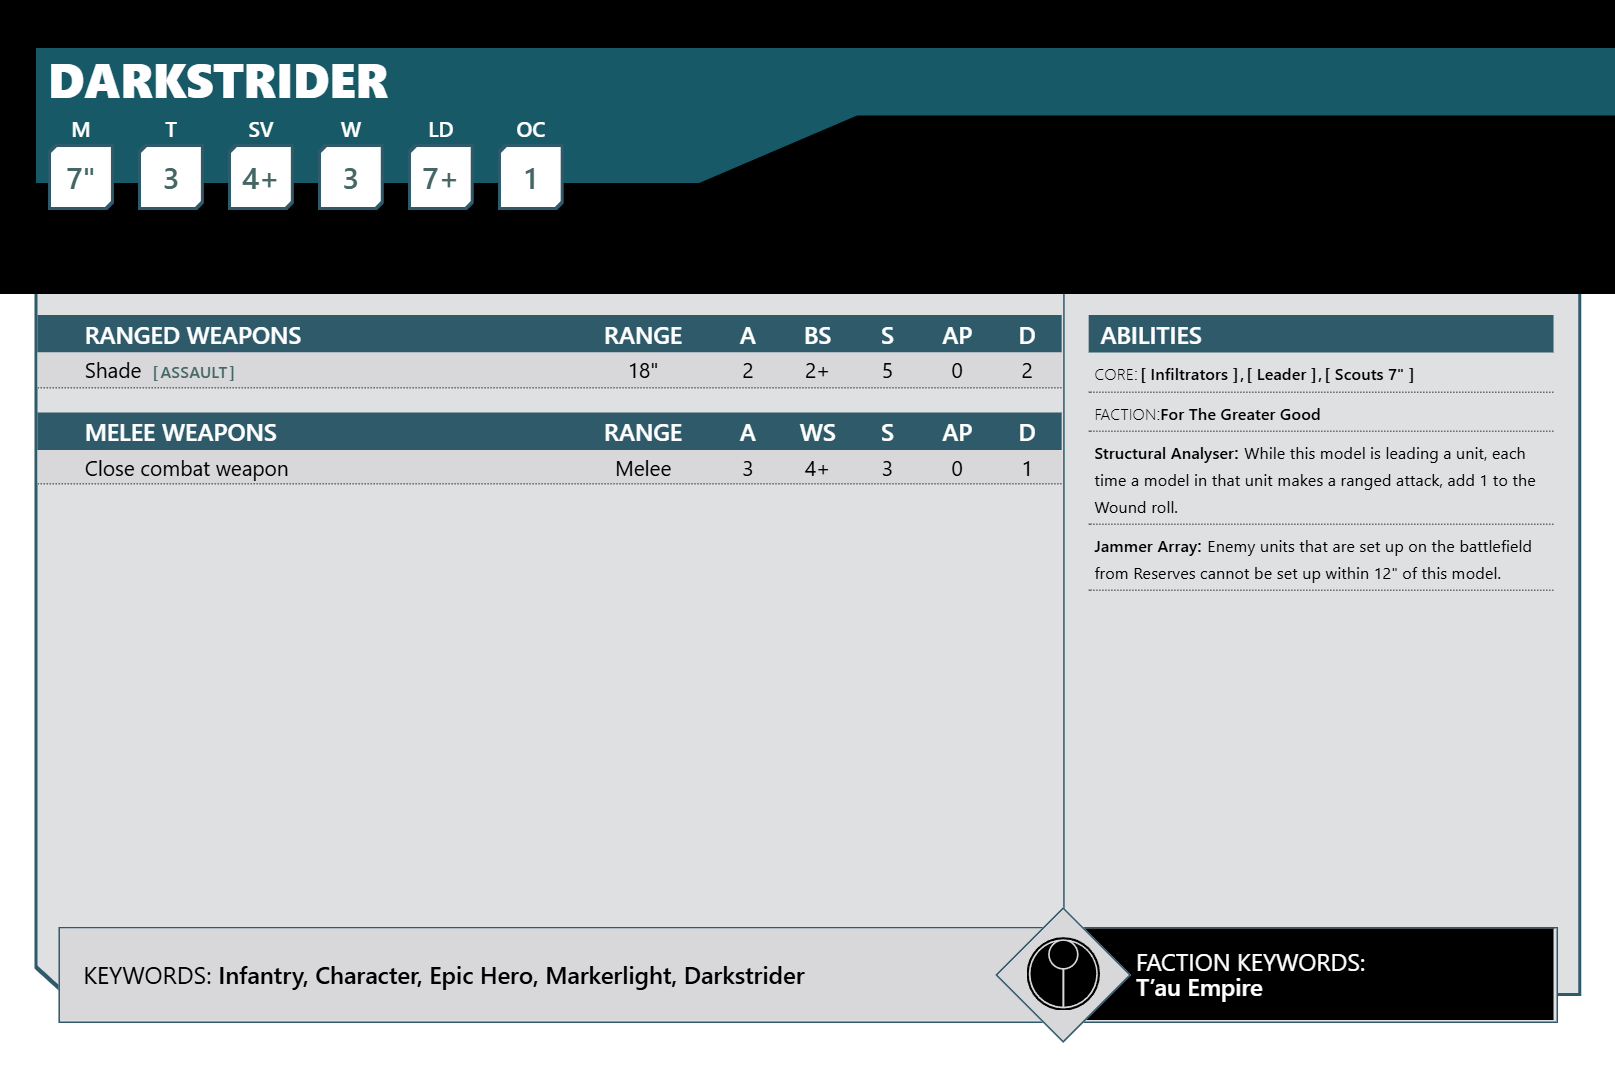 DARKSTRIDER
M T SV W LD OC
7" 3 4+ 3 7+ 1
RANGED WEAPONS RANGE A BS S AP D
Shade [ASSAULT] 18" 2 2+ 5 0 2
MELEE WEAPONS RANGE A WS S AP D
Close combat weapon Melee 3 4+ 3 0 1
ABILITIES
CORE: [ Infiltrators ], [ Leader ], [ Scouts 7" ]
FACTION:For The Greater Good
Structural Analyser: While this model is leading a unit, each
time a model in that unit makes a ranged attack, add 1 to the
Wound roll.
Jammer Array: Enemy units that are set up on the battlefield
from Reserves cannot be set up within 12" of this model.
KEYWORDS: Infantry, Character, Epic Hero, Markerlight, Darkstrider
FACTION KEYWORDS:
T’au Empire